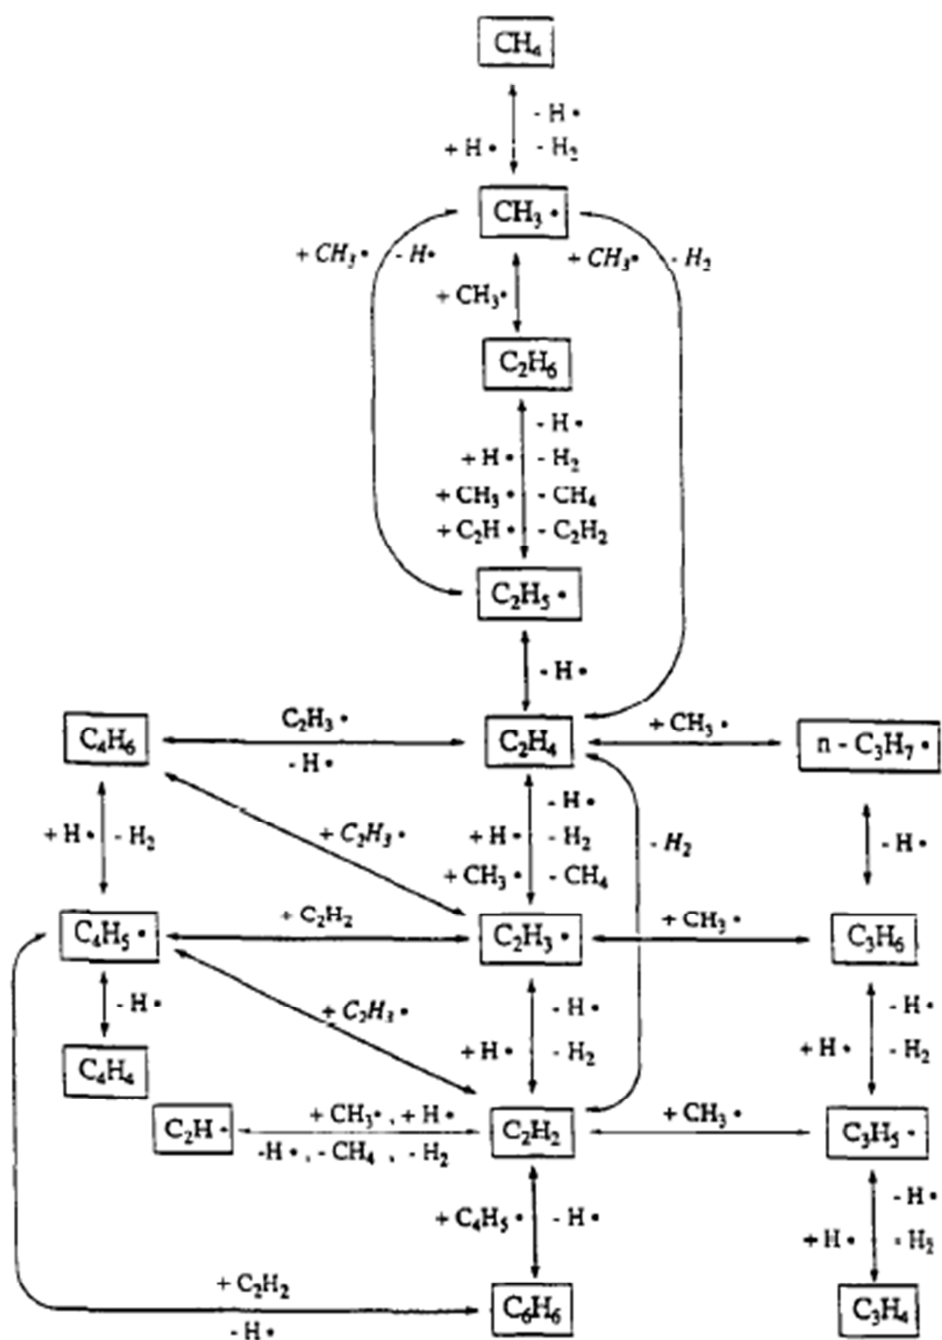 CH₄
- H •
+ H • - H₂
CH₃ •
+ CH₃• - H• + CH₃• - H₂
+ CH₃•
C₂H₆
- H •
+ H • - H₂
+ CH₃ • - CH₄
+ C₂H • - C₂H₂
C₂H₅ •
- H •
C₂H₃ • + CH₃ •
C₄H₆ C₂H₄ n - C₃H₇ •
- H •
- H •
+ H • - H₂ + C₂H₃ • + H • - H₂ - H₂ - H •
+ CH₃ • - CH₄
+ C₂H₂ + CH₃ •
C₄H₅ • C₂H₃ • C₃H₆
- H • + C₂H₃ • - H • - H •
+ H • - H₂ + H • - H₂
C₄H₄
+ CH₃• , + H • + CH₃ •
C₂H • C₂H₂ C₃H₅ •
-H • , - CH₄ , - H₂
- H •
+ C₄H₅ • - H •
+ H • - H₂
+ C₂H₂
C₆H₆ C₃H₄
- H •